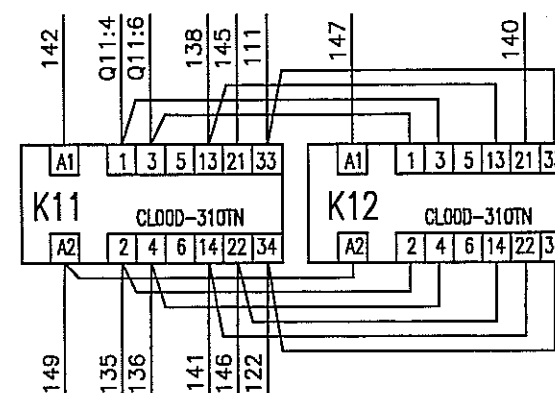 142 Q11:4 Q11:6 138 145 111 147 140
A1 1 3 5 13 21 33 A1 1 3 5 13 21
K11 K12
CL00D-310TN CL00D-310TN
A2 2 4 6 14 22 34 A2 2 4 6 14 22
149 135 136 141 146 122